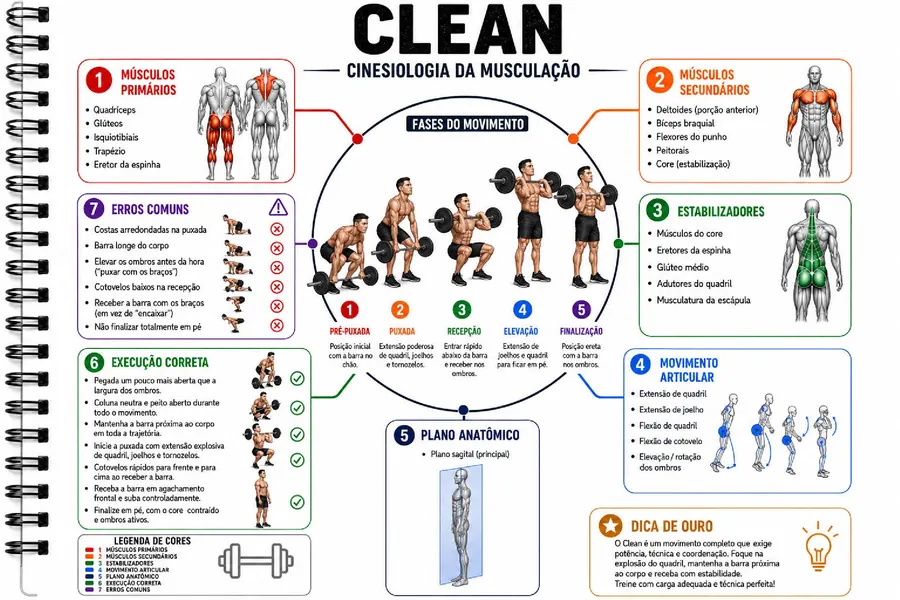 CLEAN
CINESIOLOGIA DA MUSCULAÇÃO
1 MÚSCULOS
PRIMÁRIOS
• Quadríceps
• Glúteos
• Isquiotibiais
• Trapézio
• Eretor da espinha
2 MÚSCULOS
SECUNDÁRIOS
• Deltoides (porção anterior)
• Bíceps braquial
• Flexores do punho
• Peitorais
• Core (estabilização)
FASES DO MOVIMENTO
1
PRÉ-PUXADA
Posição inicial
com a barra no
chão.
2
PUXADA
Extensão poderosa
de quadril, joelhos
e tornozelos.
3
RECEPÇÃO
Entrar rápido
abaixo da barra
e receber nos
ombros.
4
ELEVAÇÃO
Extensão de
joelhos e quadril
para ficar em pé.
5
FINALIZAÇÃO
Posição ereta
com a barra
nos ombros.
7 ERROS COMUNS
• Costas arredondadas na puxada
• Barra longe do corpo
• Elevar os ombros antes da hora
("puxar com os braços")
• Cotovelos baixos na recepção
• Receber a barra com os braços
(em vez de "encaixar")
• Não finalizar totalmente em pé
3 ESTABILIZADORES
• Músculos do core
• Eretores da espinha
• Glúteo médio
• Adutores do quadril
• Musculatura da escápula
6 EXECUÇÃO CORRETA
• Pegada um pouco mais aberta que a
largura dos ombros.
• Coluna neutra e peito aberto durante
todo o movimento.
• Mantenha a barra próxima ao corpo
em toda a trajetória.
• Inicie a puxada com extensão explosiva
de quadril, joelhos e tornozelos.
• Cotovelos rápidos para frente e para
cima ao receber a barra.
• Receba a barra em agachamento
frontal e suba controladamente.
• Finalize em pé, com o core contraído
e ombros ativos.
4 MOVIMENTO
ARTICULAR
• Extensão de quadril
• Extensão de joelho
• Flexão de quadril
• Flexão de cotovelo
• Elevação / rotação
dos ombros
5 PLANO ANATÔMICO
• Plano sagital (principal)
LEGENDA DE CORES
1 MÚSCULOS PRIMÁRIOS
2 MÚSCULOS SECUNDÁRIOS
3 ESTABILIZADORES
4 MOVIMENTO ARTICULAR
5 PLANO ANATÔMICO
6 EXECUÇÃO CORRETA
7 ERROS COMUNS
DICA DE OURO
O Clean é um movimento completo que exige
potência, técnica e coordenação. Foque na
explosão do quadril, mantenha a barra próxima
ao corpo e receba com estabilidade.
Treine com carga adequada e técnica perfeita!